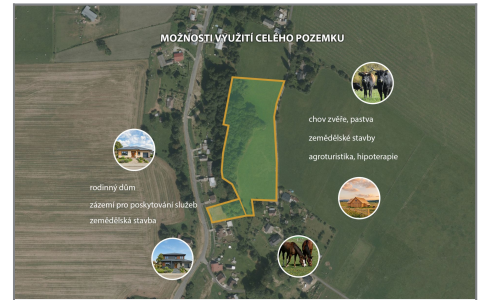 MOŽNOSTI VYUŽITÍ CELÉHO POZEMKU
chov zvěře, pastva
zemědělské stavby
agroturistika, hipoterapie
rodinný dům
zázemí pro poskytování služeb
zemědělská stavba